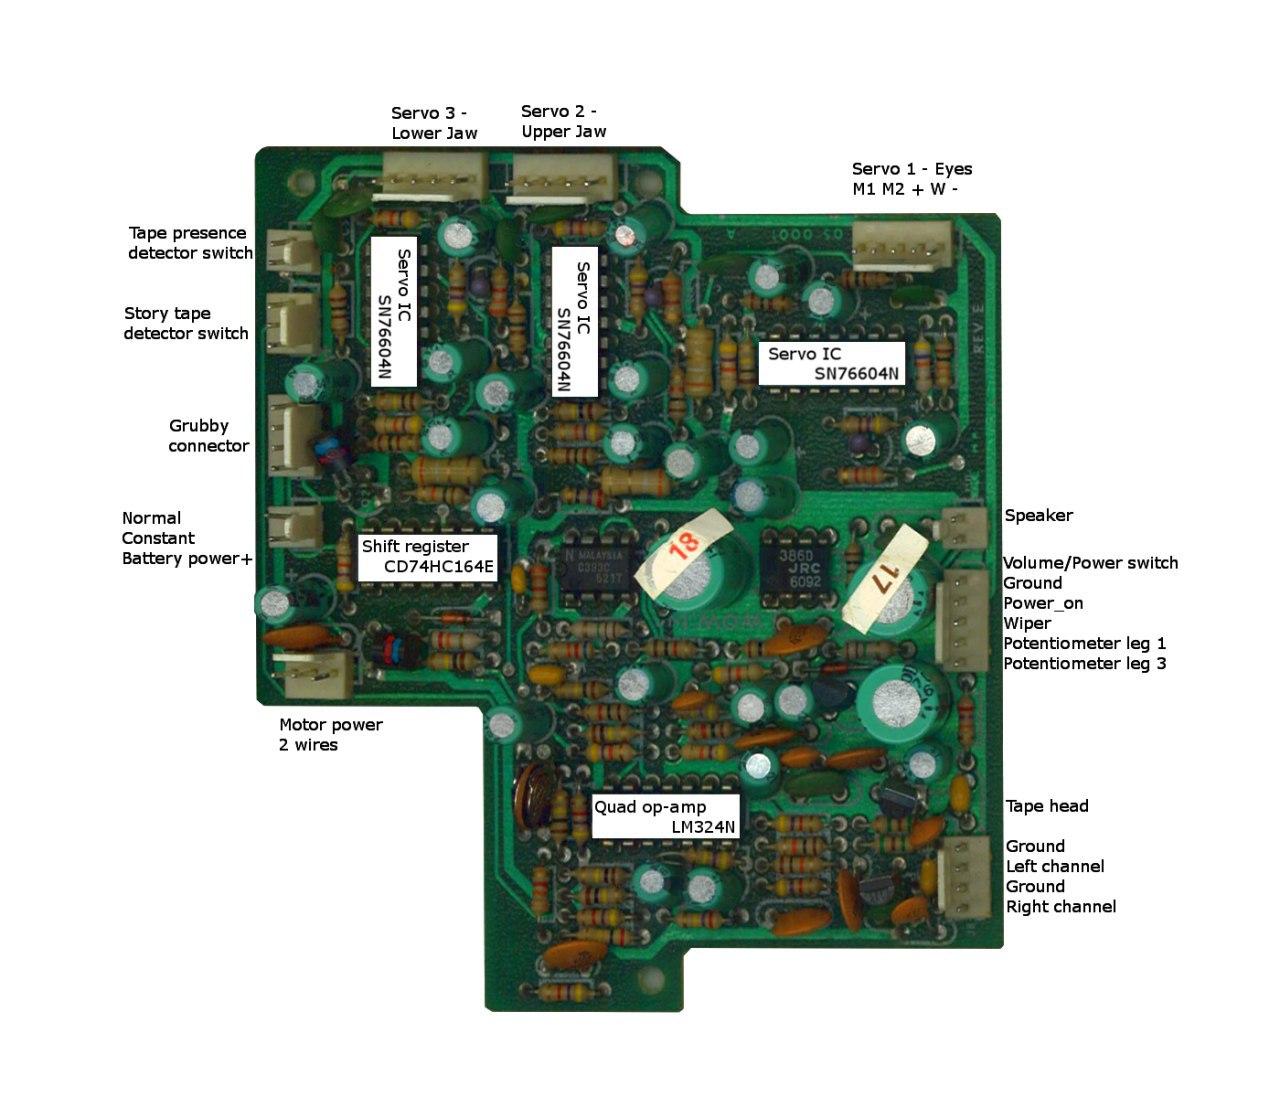 Servo 3 -
Lower Jaw
Servo 2 -
Upper Jaw
Servo 1 - Eyes
M1 M2 + W -
Tape presence
detector switch
Story tape
detector switch
Grubby
connector
Normal
Constant
Battery power+
Motor power
2 wires
Servo IC
SN76604N
Servo IC
SN76604N
Servo IC
SN76604N
REV E
A
Shift register
CD74HC164E
MALAYSIA
18
386D
JRC
6092
17
WOW
Quad op-amp
LM324N
Speaker
Volume/Power switch
Ground
Power_on
Wiper
Potentiometer leg 1
Potentiometer leg 3
Tape head
Ground
Left channel
Ground
Right channel